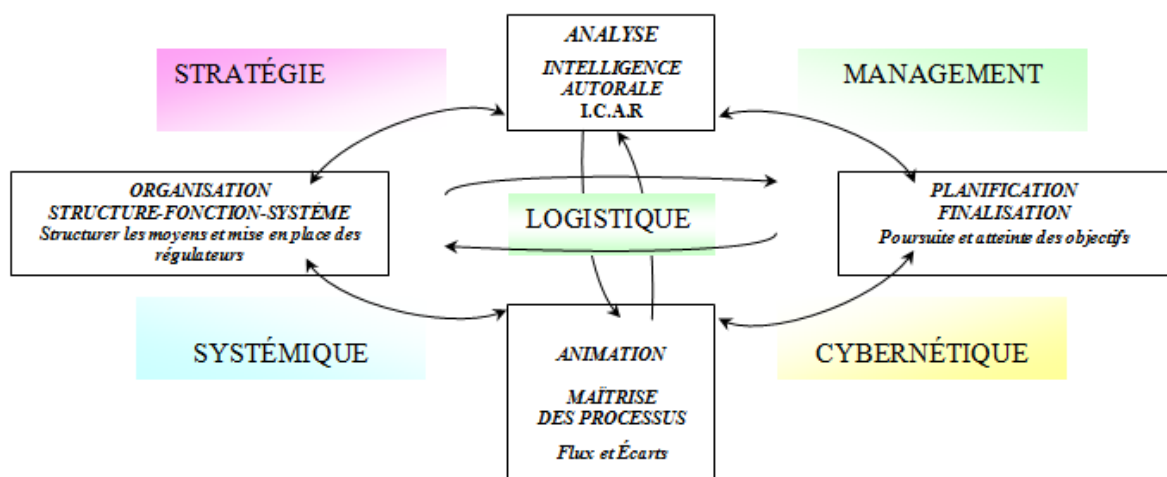 ANALYSE
INTELLIGENCE
AUTORALE
I.C.A.R
STRATÉGIE
MANAGEMENT
ORGANISATION
STRUCTURE-FONCTION-SYSTÈME
Structurer les moyens et mise en place des
régulateurs
LOGISTIQUE
PLANIFICATION
FINALISATION
Poursuite et atteinte des objectifs
SYSTÉMIQUE
CYBERNÉTIQUE
ANIMATION
MAÎTRISE
DES PROCESSUS
Flux et Écarts